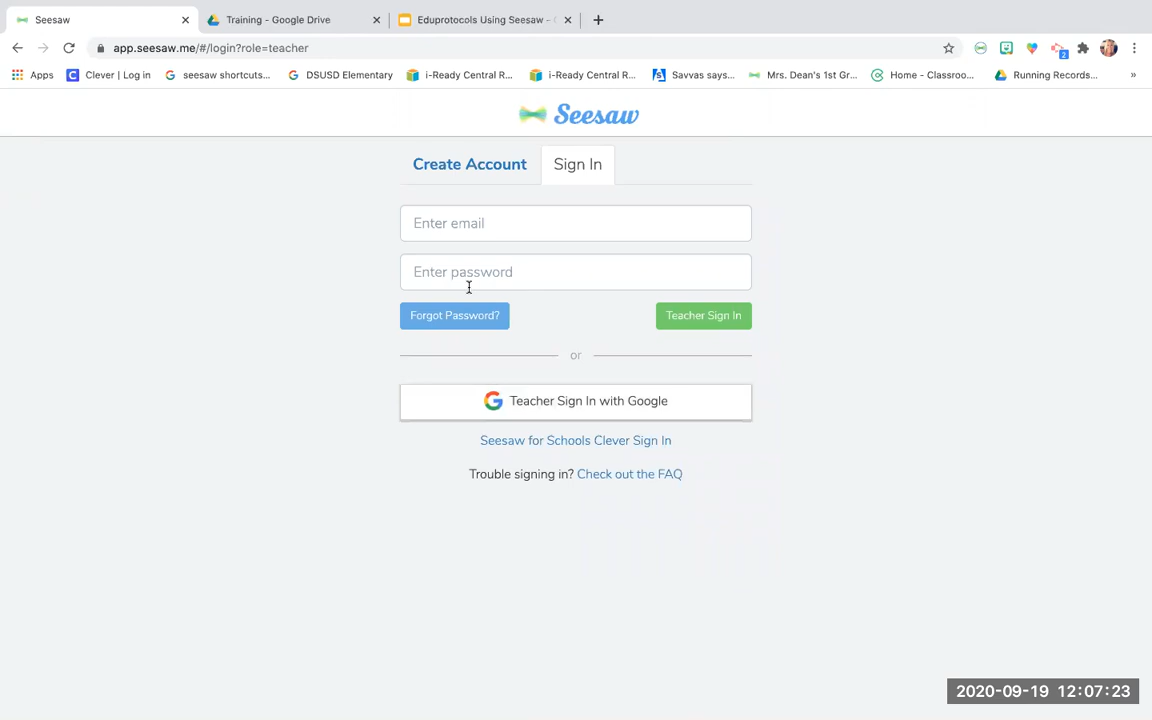 Seesaw
Training - Google Drive
Eduprotocols Using Seesaw -
app.seesaw.me/#/login?role=teacher
2
Apps
Clever | Log in
seesaw shortcuts...
DSUSD Elementary
i-Ready Central R...
i-Ready Central R...
Savvas says...
Mrs. Dean's 1st Gr...
Home - Classroo...
Running Records...
»
Seesaw
Create Account
Sign In
Enter email
Enter password
Forgot Password?
Teacher Sign In
or
Teacher Sign In with Google
Seesaw for Schools Clever Sign In
Trouble signing in? Check out the FAQ
2020-09-19 12:07:23